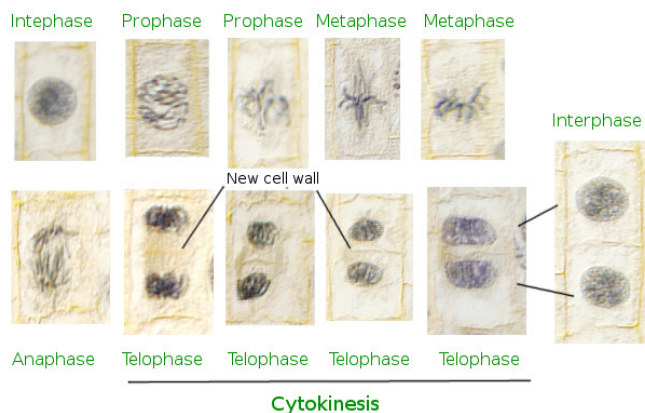 Intephase
Prophase
Prophase
Metaphase
Metaphase
Interphase
New cell wall
Anaphase
Telophase
Telophase
Telophase
Telophase
Cytokinesis